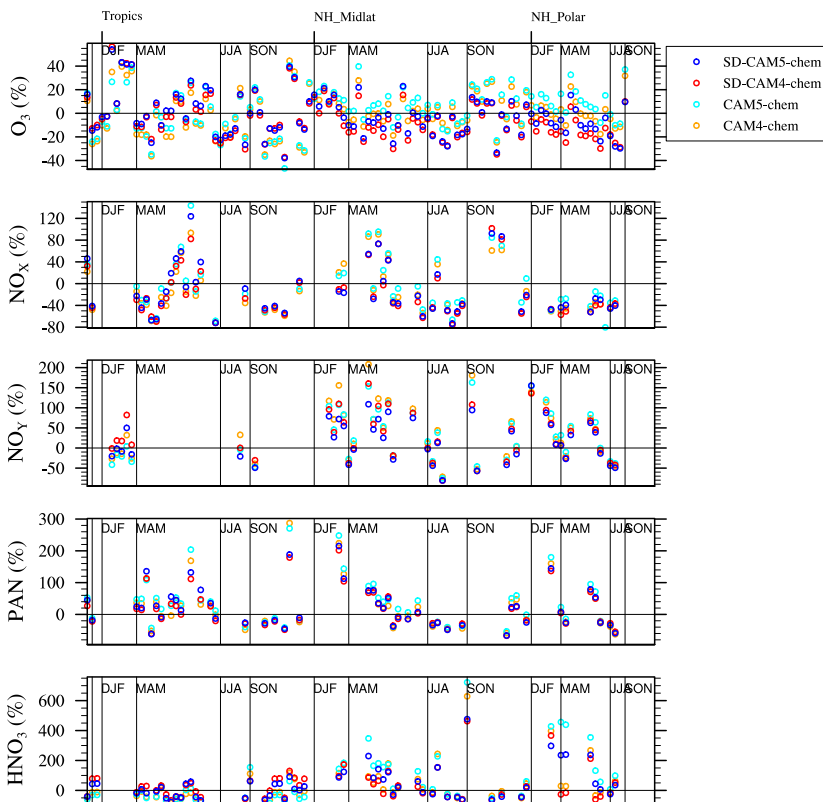 Tropics NH_Midlat NH_Polar
DJF MAM JJA SON DJF MAM JJA SON DJF MAM JJA SON
O3 (%)
40
20
0
-20
-40
SD-CAM5-chem
SD-CAM4-chem
CAM5-chem
CAM4-chem
DJF MAM JJA SON DJF MAM JJA SON DJF MAM JJA SON
NOX (%)
120
80
40
0
-40
-80
DJF MAM JJA SON DJF MAM JJA SON DJF MAM JJA SON
NOY (%)
200
150
100
50
0
-50
DJF MAM JJA SON DJF MAM JJA SON DJF MAM JJA SON
PAN (%)
300
200
100
0
DJF MAM JJA SON DJF MAM JJA SON DJF MAM JJA SON
HNO3 (%)
600
400
200
0